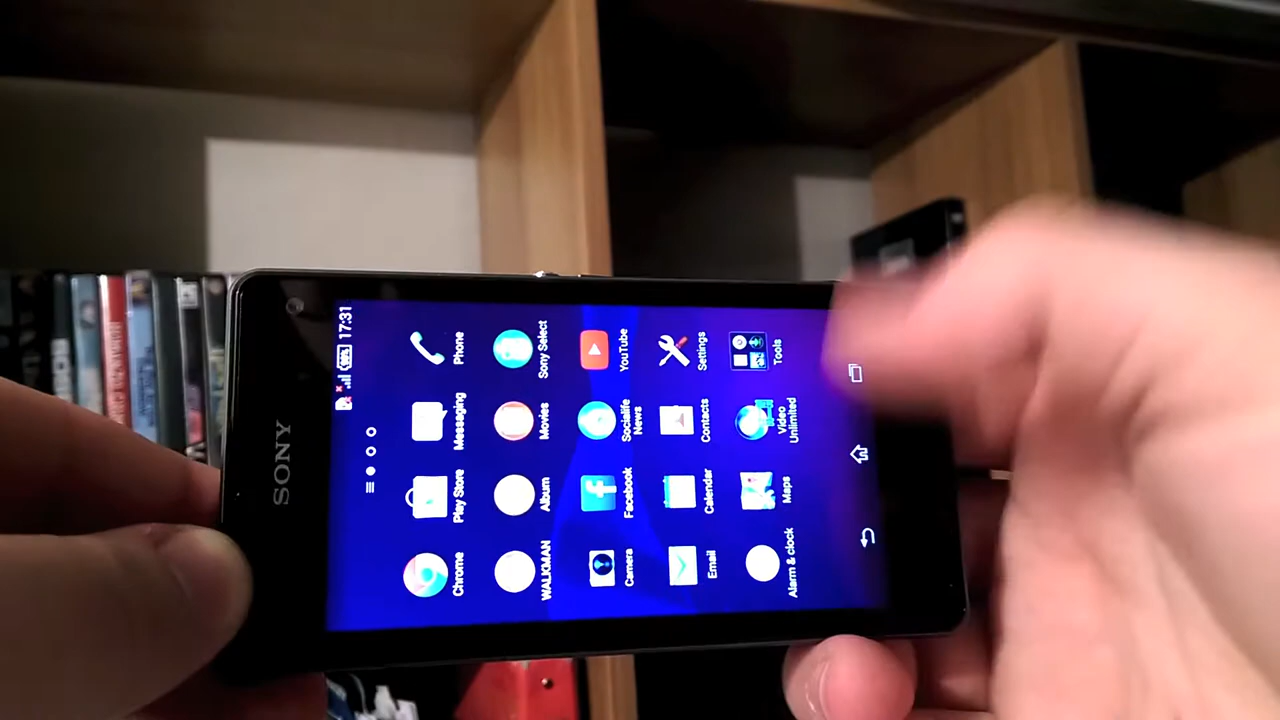 SONY
17:31
Chrome
Play Store
Messaging
Phone
WALKMAN
Album
Movies
Sony Select
Camera
Facebook
Socialife
News
YouTube
Email
Calendar
Contacts
Settings
Alarm & clock
Maps
Video
Unlimited
Tools